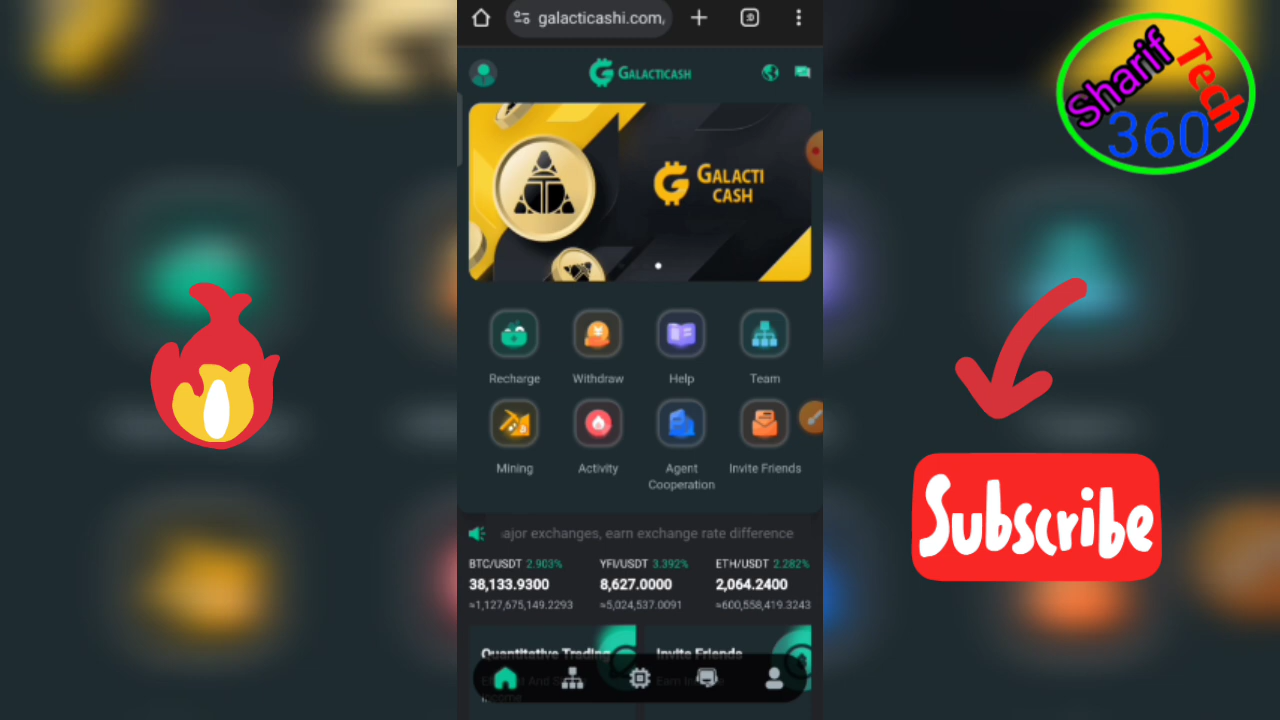 galacticashi.com,
GALACTICASH
Sharif
Tech
360
GALACTI
CASH
Recharge
Withdraw
Help
Team
Mining
Activity
Agent
Cooperation
Invite Friends
ajor exchanges, earn exchange rate difference
BTC/USDT 2.903%
YFI/USDT 3.392%
ETH/USDT 2.282%
38,133.9300
8,627.0000
2,064.2400
≈1,127,675,149.2293
≈5,024,537.0091
≈600,558,419.3243
Subscribe
Quantitative Trading
Invite Friends
And
Earn
Income